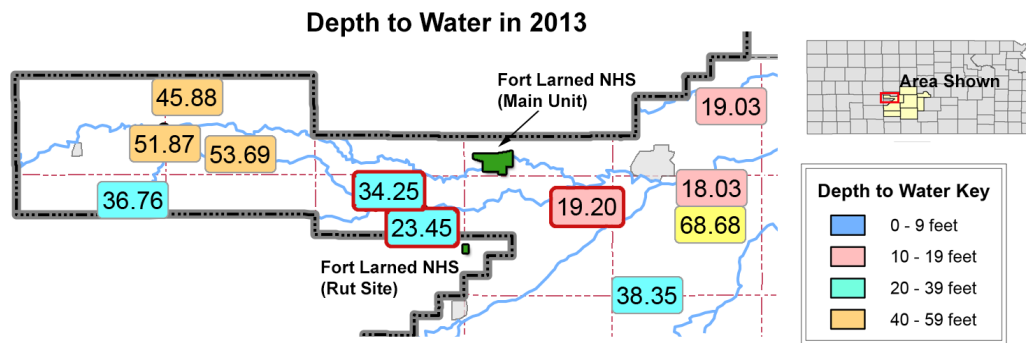 Depth to Water in 2013
45.88
Fort Larned NHS
(Main Unit)
19.03
51.87
53.69
36.76
34.25
23.45
19.20
18.03
68.68
Fort Larned NHS
(Rut Site)
38.35
Area Shown
Depth to Water Key
0 - 9 feet
10 - 19 feet
20 - 39 feet
40 - 59 feet